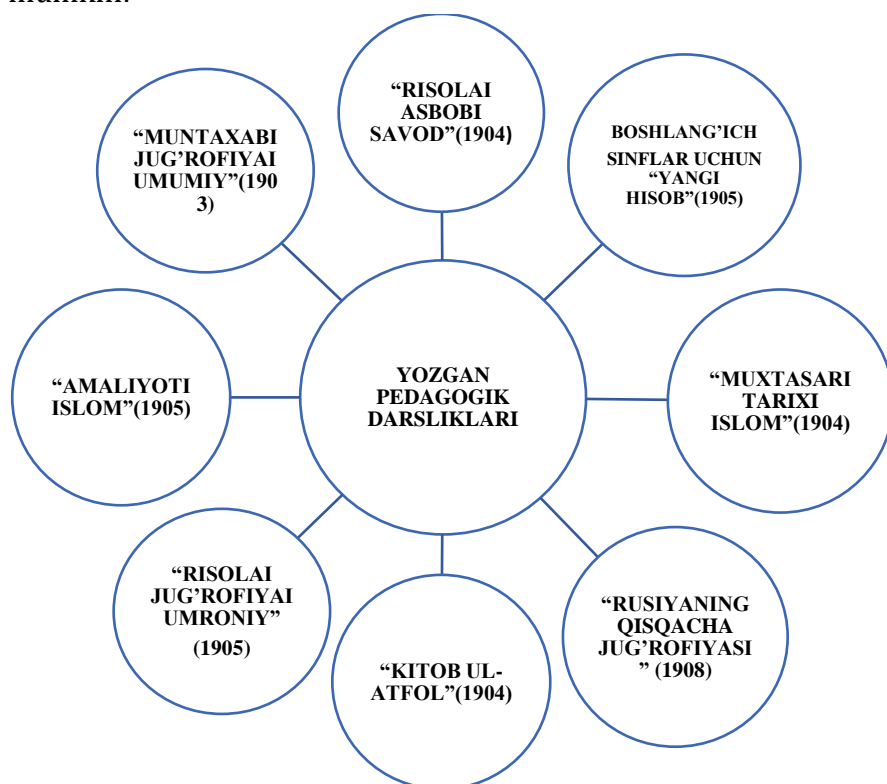 “RISOLAI
ASBOBI
SAVOD”(1904)
BOSHLANG’ICH
SINFLAR UCHUN
“YANGI
HISOB”(1905)
“MUNTAXABI
JUG’ROFIYAI
UMUMIY”(190
3)
“AMALIYOTI
ISLOM”(1905)
YOZGAN
PEDAGOGIK
DARSLIKLARI
“MUXTASARI
TARIXI
ISLOM”(1904)
“RISOLAI
JUG’ROFIYAI
UMRONIY”
(1905)
“KITOB UL-
ATFOL”(1904)
“RUSIYANING
QISQACHA
JUG’ROFIYASI
” (1908)